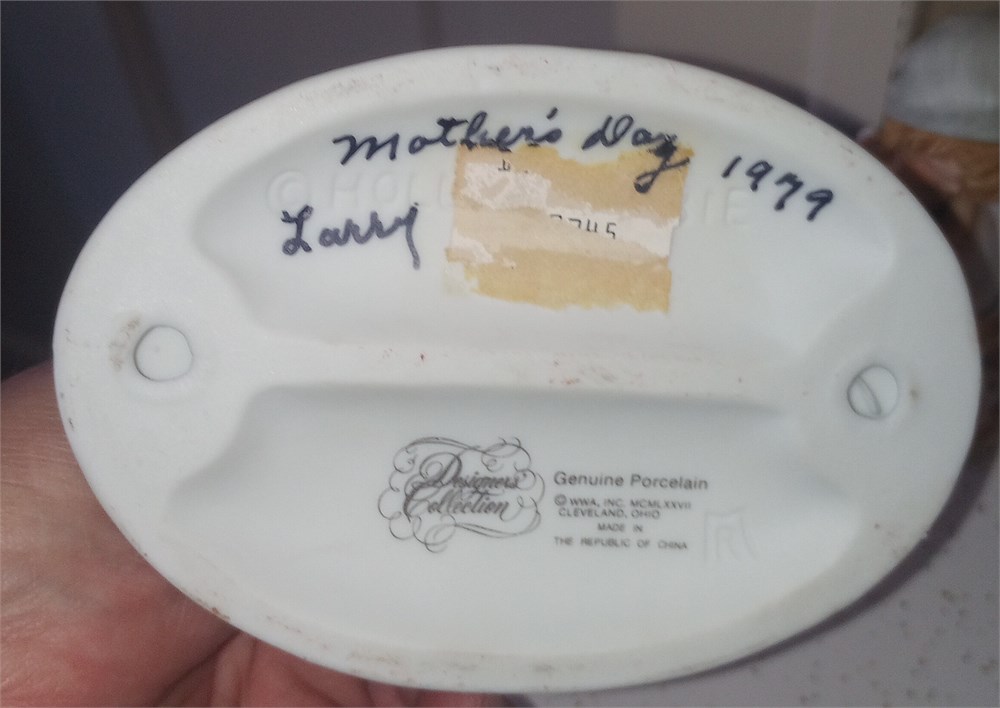 Mother's Day 1979
Larry
7745
Designers'
Collection
Genuine Porcelain
© WWA, INC. MCMLXXVII
CLEVELAND, OHIO
MADE IN
THE REPUBLIC OF CHINA